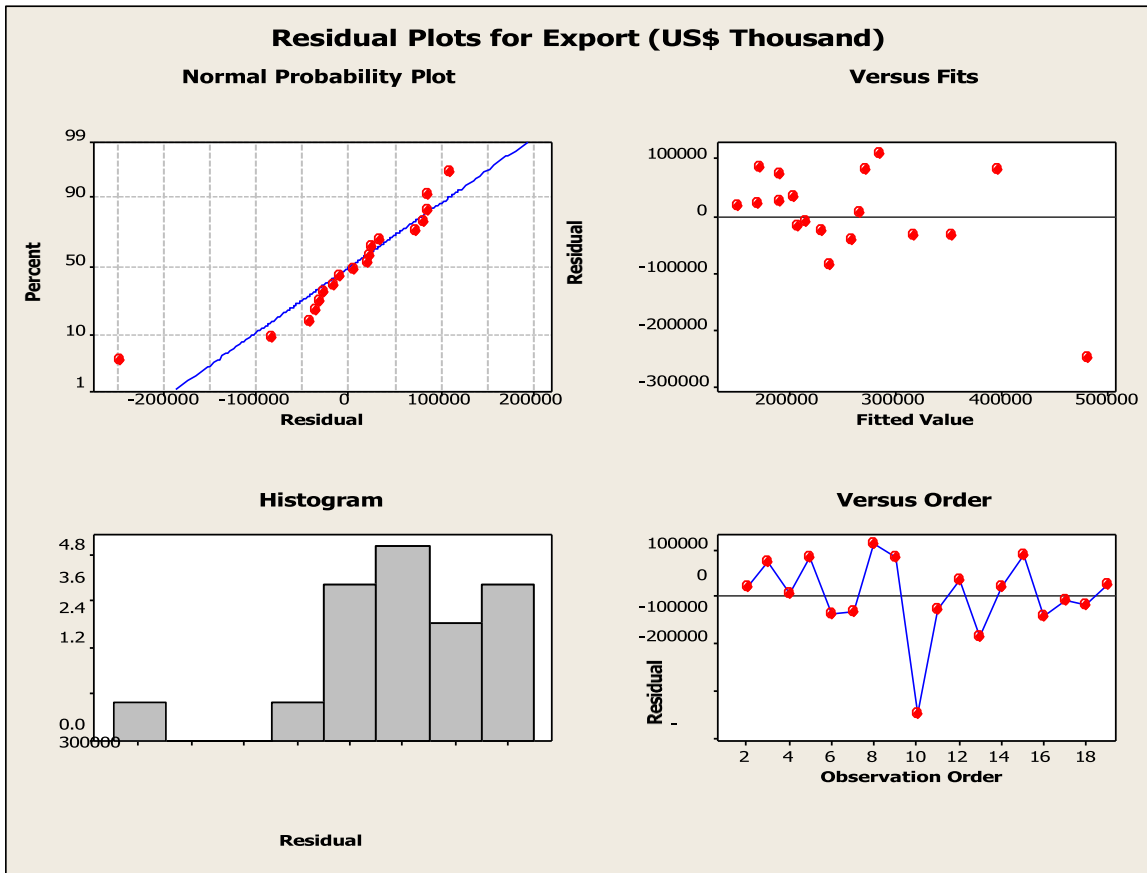 Residual Plots for Export (US$ Thousand)
Normal Probability Plot
Versus Fits
99
90
50
10
1
Percent
-200000 -100000 0 100000 200000
Residual
100000
0
-100000
-200000
-300000
Residual
200000 300000 400000 500000
Fitted Value
Histogram
Versus Order
4.8
3.6
2.4
1.2
0.0
300000
Residual
100000
0
-100000
-200000
-
Residual
2 4 6 8 10 12 14 16 18
Observation Order